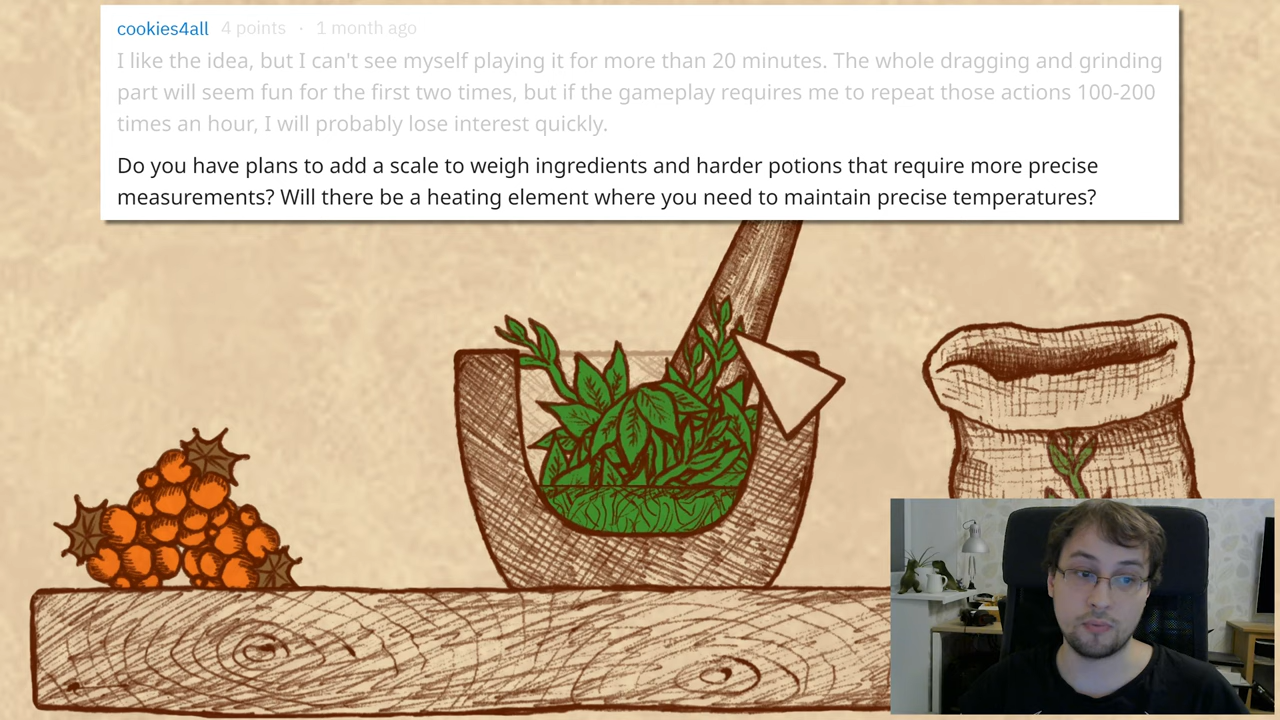 cookies4all 4 points · 1 month ago
I like the idea, but I can't see myself playing it for more than 20 minutes. The whole dragging and grinding
part will seem fun for the first two times, but if the gameplay requires me to repeat those actions 100-200
times an hour, I will probably lose interest quickly.
Do you have plans to add a scale to weigh ingredients and harder potions that require more precise
measurements? Will there be a heating element where you need to maintain precise temperatures?